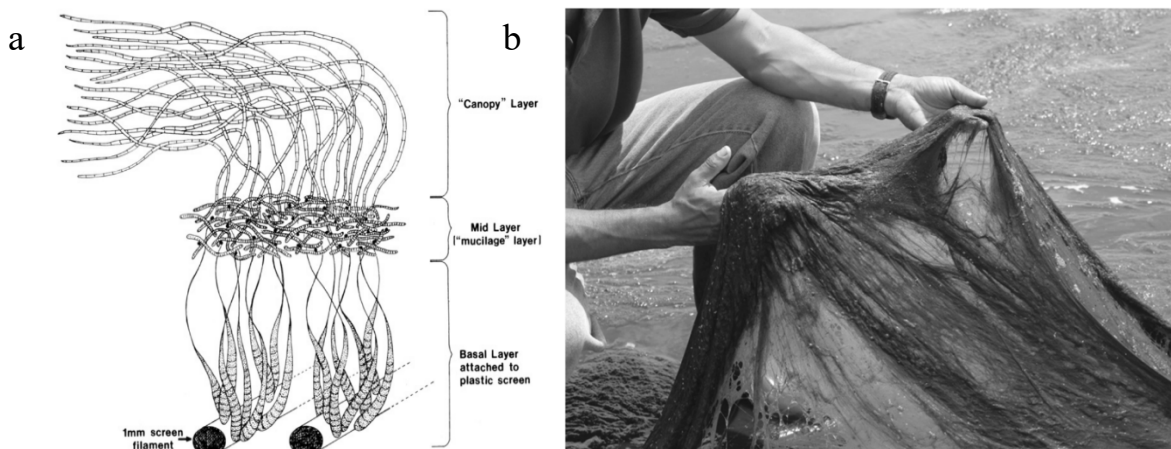 a
b
"Canopy" Layer
Mid Layer
["mucilage" layer]
Basal Layer
attached to
plastic screen
1mm screen
filament